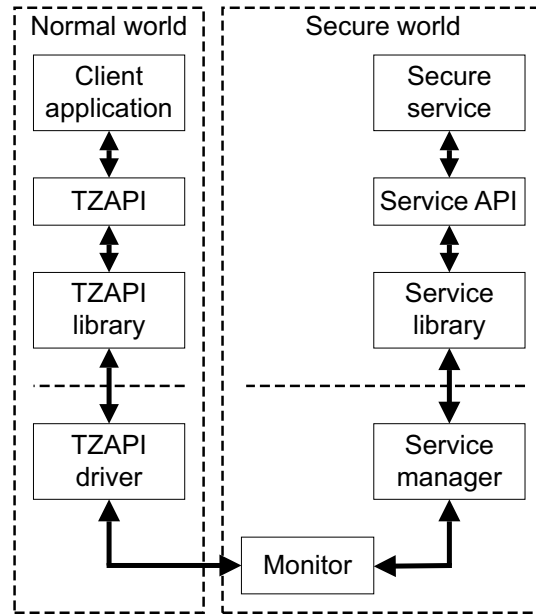 Normal world
Secure world
Client
application
Secure
service
TZAPI
Service API
TZAPI
library
Service
library
TZAPI
driver
Service
manager
Monitor